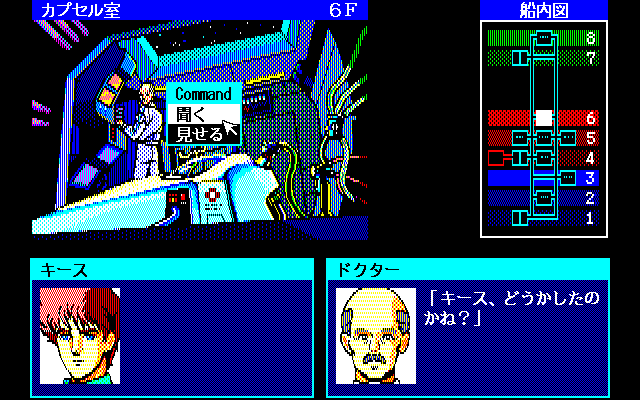 カプセル室 6F
船内図
Command
聞く
見せる
8
7
6
5
4
3
2
1
キース
ドクター
「キース、どうかしたの
かね？」